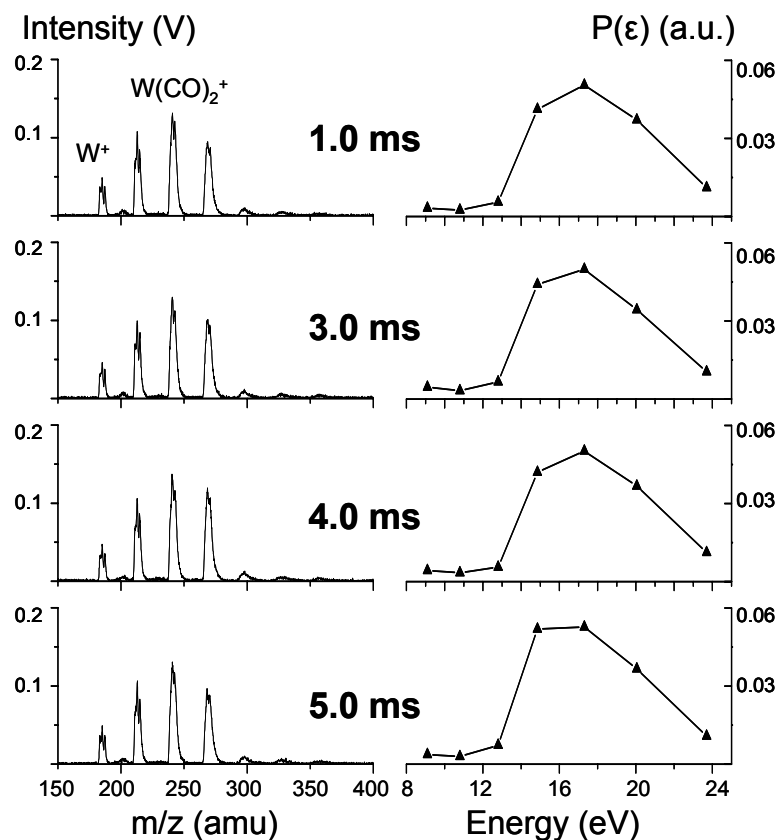 Intensity (V) P(ε) (a.u.)
0.2 0.06
W(CO)₂⁺
0.1 1.0 ms 0.03
W⁺
0.2 0.06
0.1 3.0 ms 0.03
0.2 0.06
0.1 4.0 ms 0.03
0.2 0.06
0.1 5.0 ms 0.03
150 200 250 300 350 400 8 12 16 20 24
m/z (amu) Energy (eV)